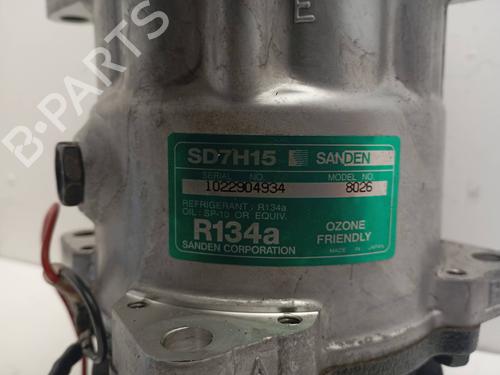 E
B-PARTS
SD7H15 SANDEN
SERIAL NO. MODEL NO.
1022904934 8026
REFRIGERANT : R134a
OIL : SP-10 OR EQUIV.
R134a OZONE
FRIENDLY
SANDEN CORPORATION MADE IN JAPAN
A